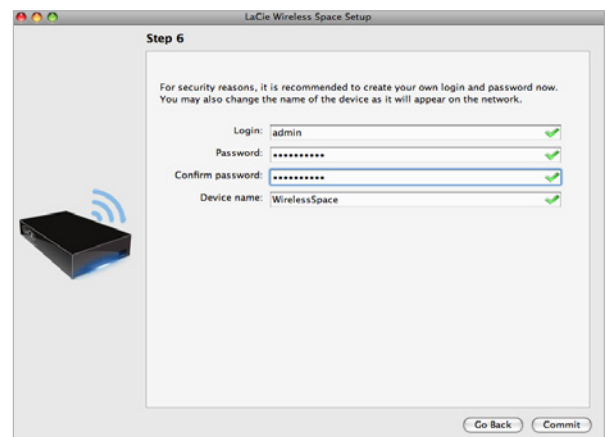 LaCie Wireless Space Setup
Step 6
For security reasons, it is recommended to create your own login and password now.
You may also change the name of the device as it will appear on the network.
Login: admin
Password: ••••••••••
Confirm password: ••••••••••
Device name: WirelessSpace
Go Back Commit